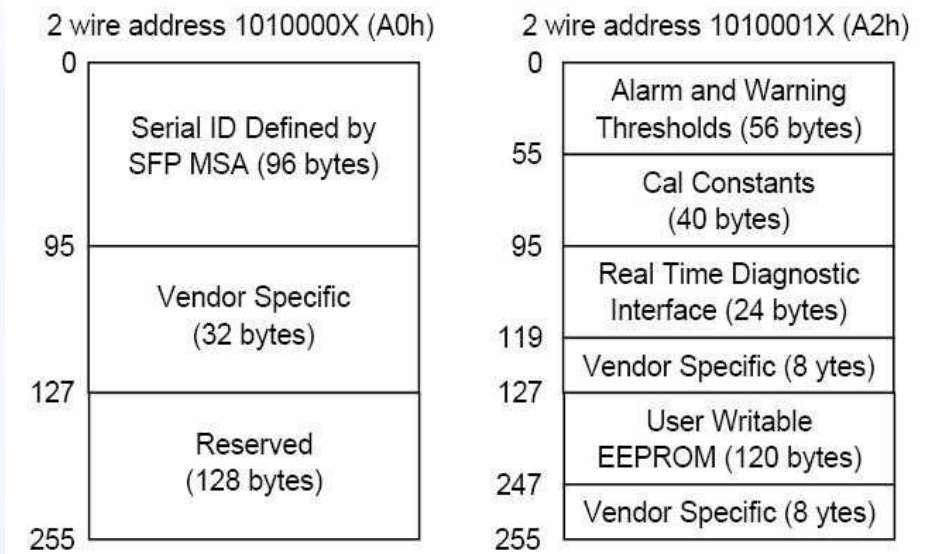 2 wire address 1010000X (A0h)
0
Serial ID Defined by
SFP MSA (96 bytes)
95
Vendor Specific
(32 bytes)
127
Reserved
(128 bytes)
255
2 wire address 1010001X (A2h)
0
Alarm and Warning
Thresholds (56 bytes)
55
Cal Constants
(40 bytes)
95
Real Time Diagnostic
Interface (24 bytes)
119
Vendor Specific (8 ytes)
127
User Writable
EEPROM (120 bytes)
247
Vendor Specific (8 ytes)
255